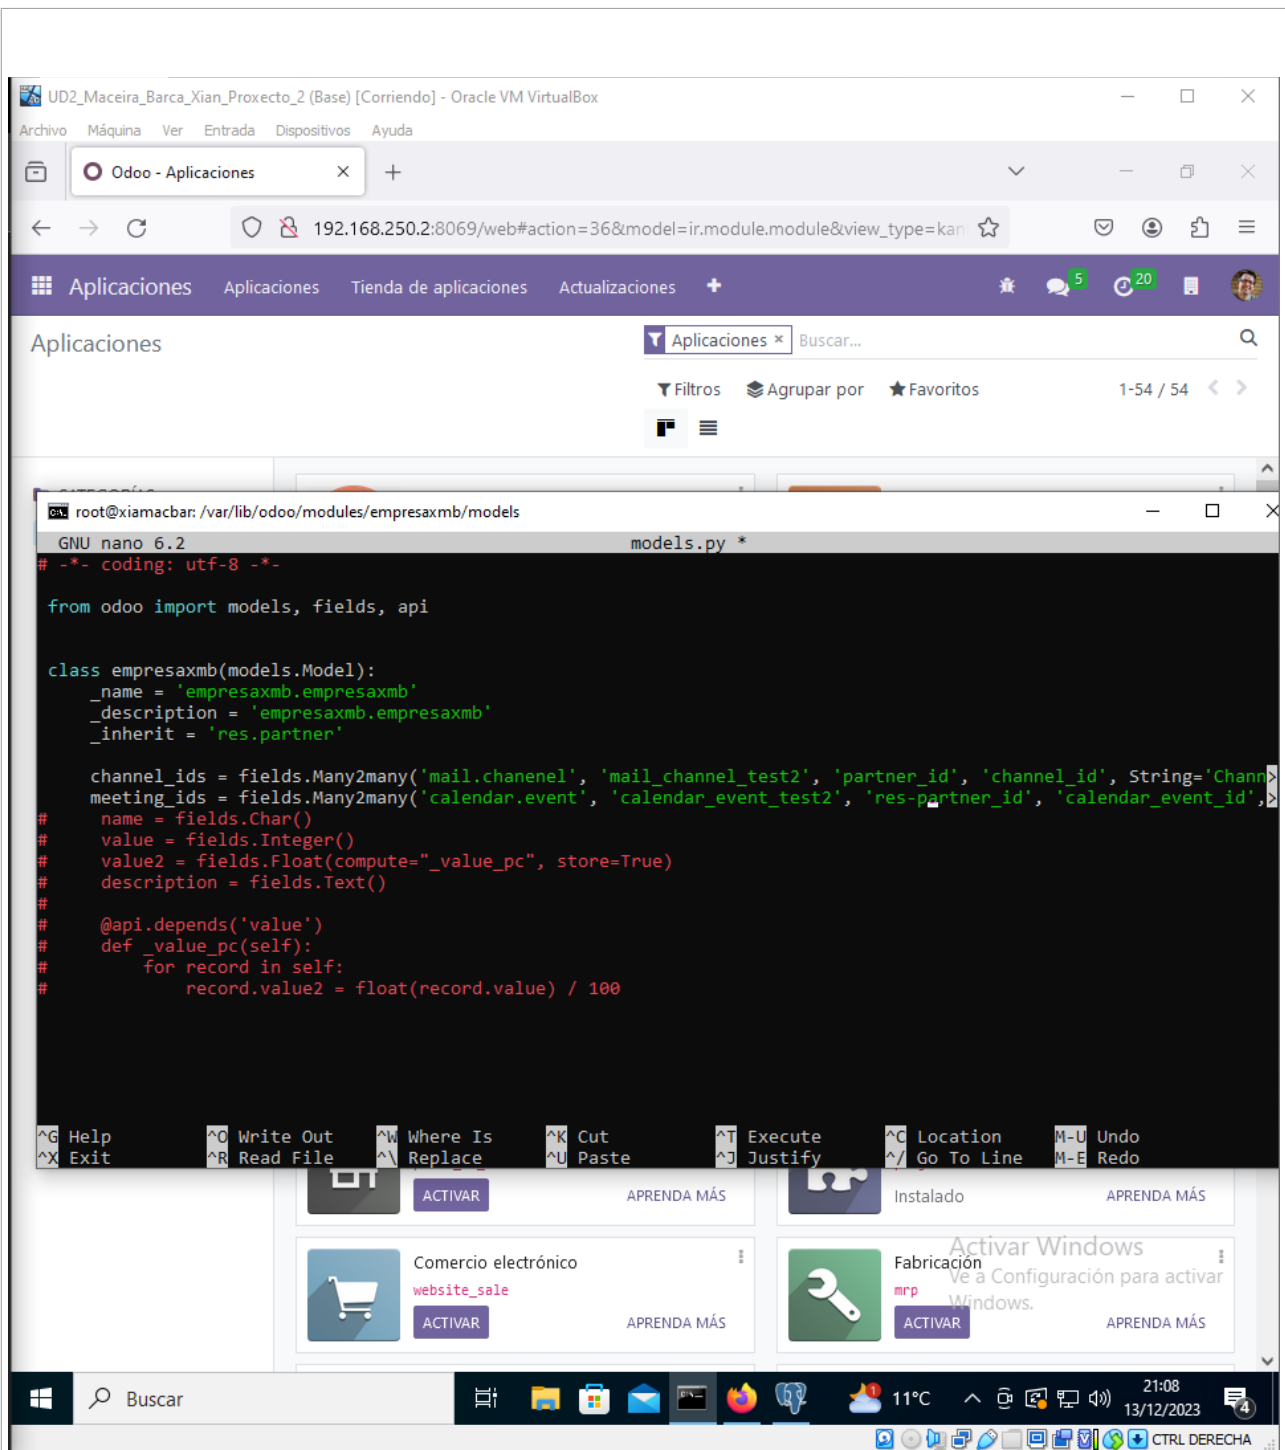 UD2_Maceira_Barca_Xian_Proxecto_2 (Base) [Corriendo] - Oracle VM VirtualBox
Archivo Máquina Ver Entrada Dispositivos Ayuda
Odoo - Aplicaciones
192.168.250.2:8069/web#action=36&model=ir.module.module&view_type=kan
Aplicaciones Aplicaciones Tienda de aplicaciones Actualizaciones 5 20
Aplicaciones
Aplicaciones × Buscar...
Filtros Agrupar por Favoritos 1-54 / 54
root@xiamacbar: /var/lib/odoo/modules/empresaxmb/models
GNU nano 6.2 models.py *
# -*- coding: utf-8 -*-
from odoo import models, fields, api
class empresaxmb(models.Model):
_name = 'empresaxmb.empresaxmb'
_description = 'empresaxmb.empresaxmb'
_inherit = 'res.partner'
channel_ids = fields.Many2many('mail.chanenel', 'mail_channel_test2', 'partner_id', 'channel_id', String='Chann>
meeting_ids = fields.Many2many('calendar.event', 'calendar_event_test2', 'res-partner_id', 'calendar_event_id',>
# name = fields.Char()
# value = fields.Integer()
# value2 = fields.Float(compute="_value_pc", store=True)
# description = fields.Text()
#
# @api.depends('value')
# def _value_pc(self):
# for record in self:
# record.value2 = float(record.value) / 100
^G Help ^O Write Out ^W Where Is ^K Cut ^T Execute ^C Location M-U Undo
^X Exit ^R Read File ^\ Replace ^U Paste ^J Justify ^/ Go To Line M-E Redo
ACTIVAR APRENDA MÁS Instalado APRENDA MÁS
Comercio electrónico
website_sale
ACTIVAR APRENDA MÁS
Fabricación
mrp
ACTIVAR APRENDA MÁS
Activar Windows
Ve a Configuración para activar
Windows.
Buscar 11°C 21:08
13/12/2023 4
CTRL DERECHA